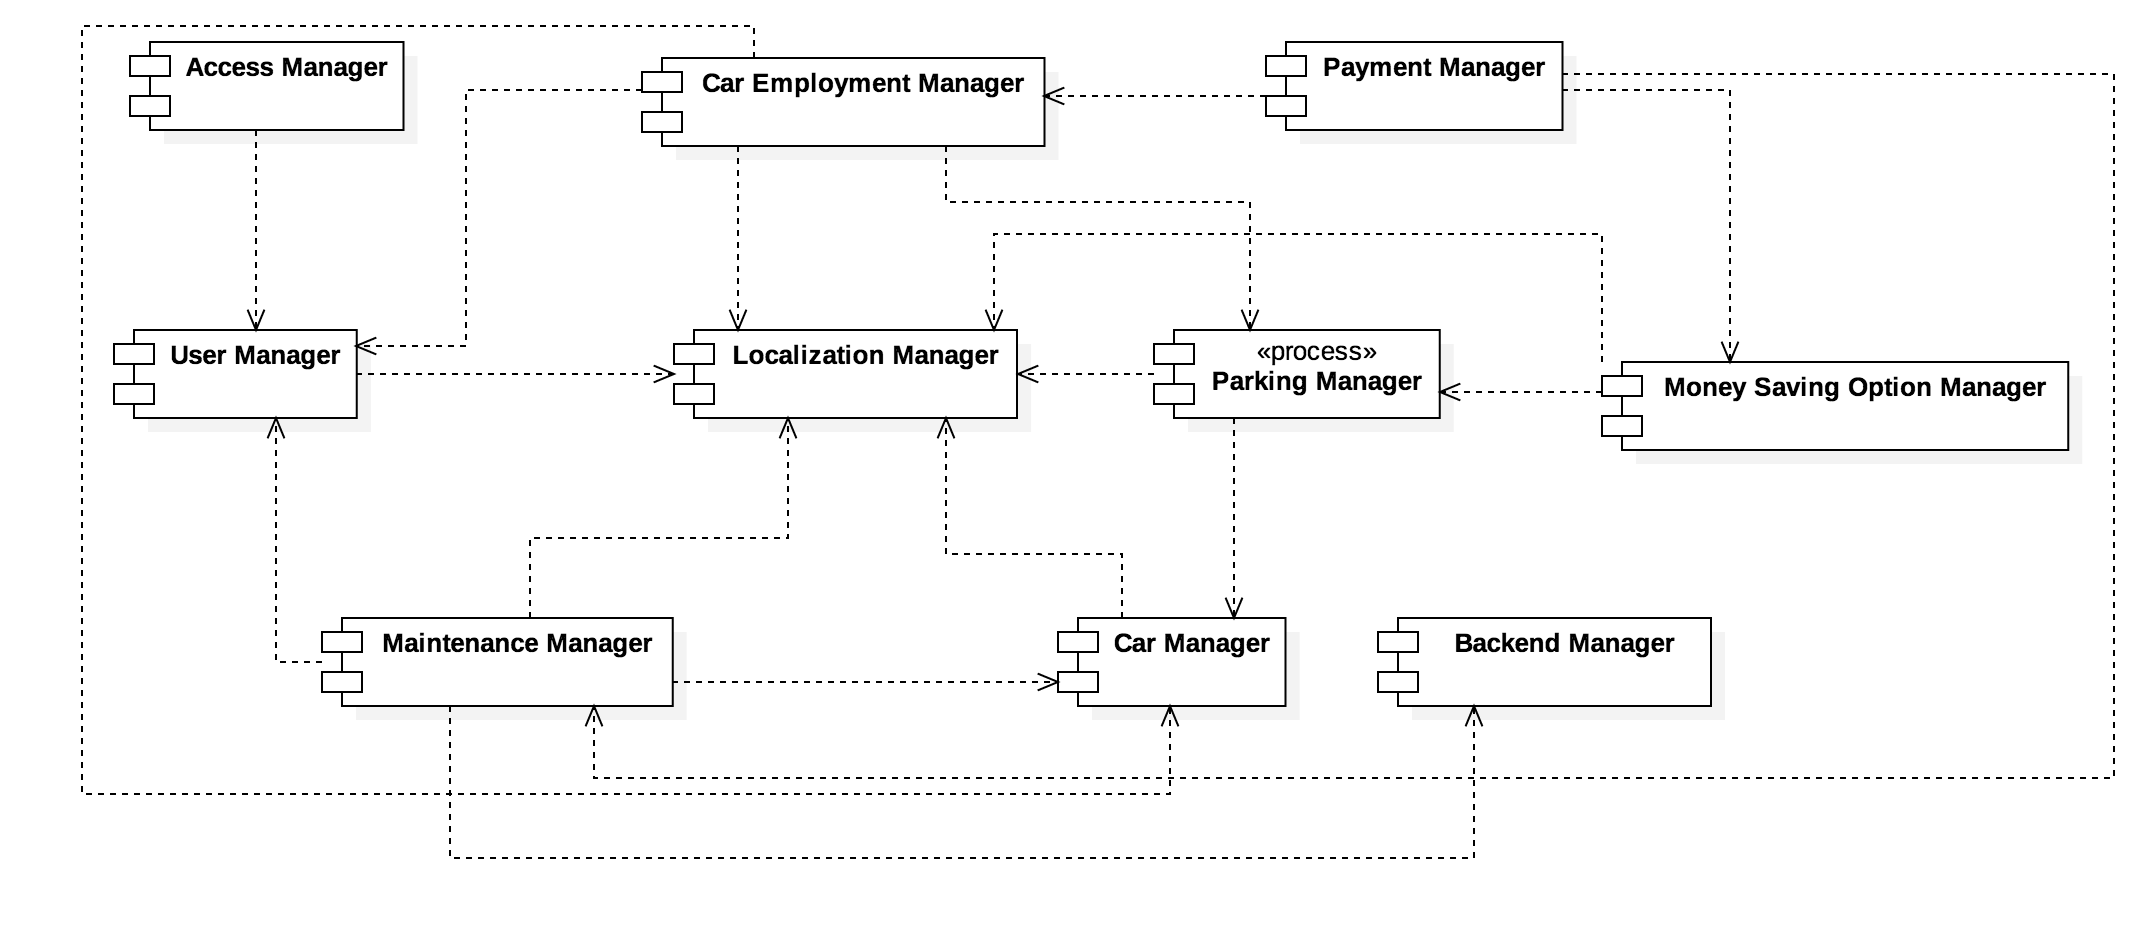 Access Manager
Car Employment Manager
Payment Manager
User Manager
Localization Manager
«process»
Parking Manager
Money Saving Option Manager
Maintenance Manager
Car Manager
Backend Manager